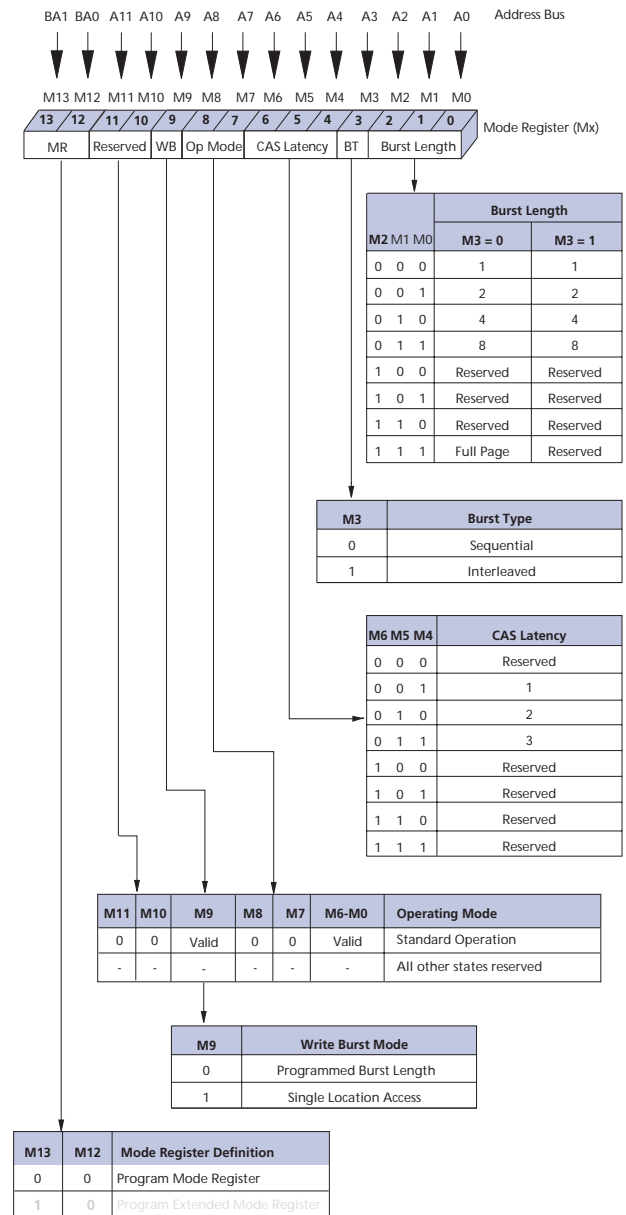 BA1 BA0 A11 A10 A9 A8 A7 A6 A5 A4 A3 A2 A1 A0 Address Bus
M13 M12 M11 M10 M9 M8 M7 M6 M5 M4 M3 M2 M1 M0
13 12 11 10 9 8 7 6 5 4 3 2 1 0 Mode Register (Mx)
MR Reserved WB Op Mode CAS Latency BT Burst Length
Burst Length
M2 M1 M0 M3 = 0 M3 = 1
0 0 0 1 1
0 0 1 2 2
0 1 0 4 4
0 1 1 8 8
1 0 0 Reserved Reserved
1 0 1 Reserved Reserved
1 1 0 Reserved Reserved
1 1 1 Full Page Reserved
M3 Burst Type
0 Sequential
1 Interleaved
M6 M5 M4 CAS Latency
0 0 0 Reserved
0 0 1 1
0 1 0 2
0 1 1 3
1 0 0 Reserved
1 0 1 Reserved
1 1 0 Reserved
1 1 1 Reserved
M11 M10 M9 M8 M7 M6-M0 Operating Mode
0 0 Valid 0 0 Valid Standard Operation
- - - - - - All other states reserved
M9 Write Burst Mode
0 Programmed Burst Length
1 Single Location Access
M13 M12 Mode Register Definition
0 0 Program Mode Register
1 0 Program Extended Mode Register